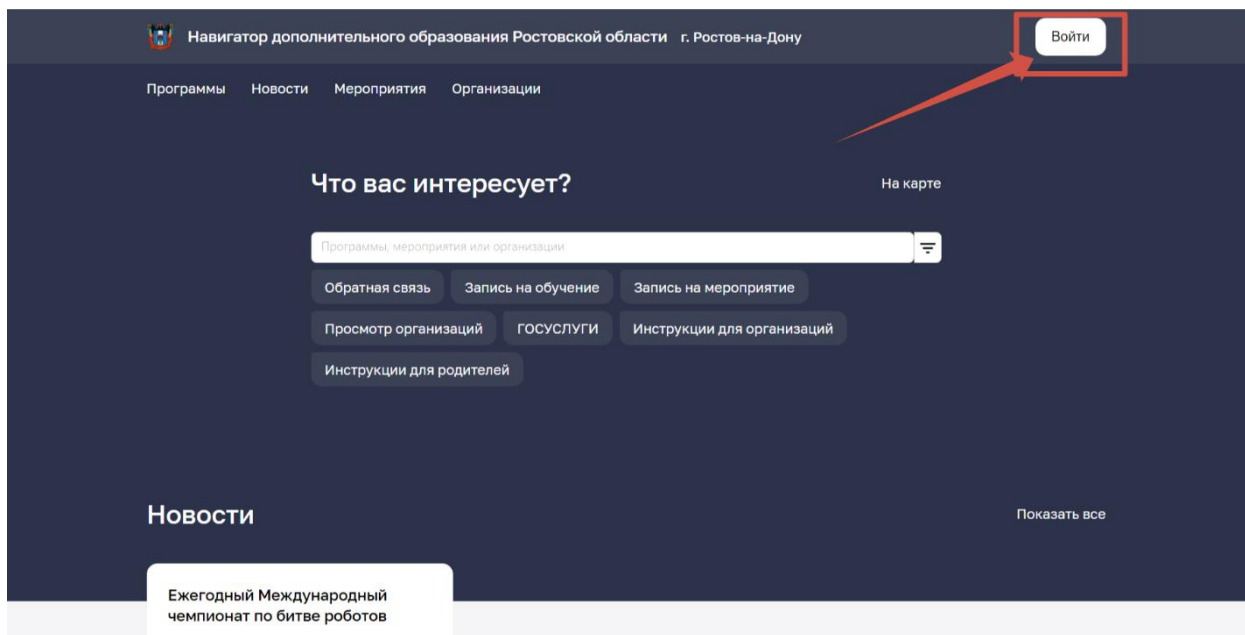 Навигатор дополнительного образования Ростовской области г. Ростов-на-Дону Войти
Программы Новости Мероприятия Организации
Что вас интересует? На карте
Программы, мероприятия или организации
Обратная связь Запись на обучение Запись на мероприятие
Просмотр организаций ГОСУСЛУГИ Инструкции для организаций
Инструкции для родителей
Новости Показать все
Ежегодный Международный
чемпионат по битве роботов